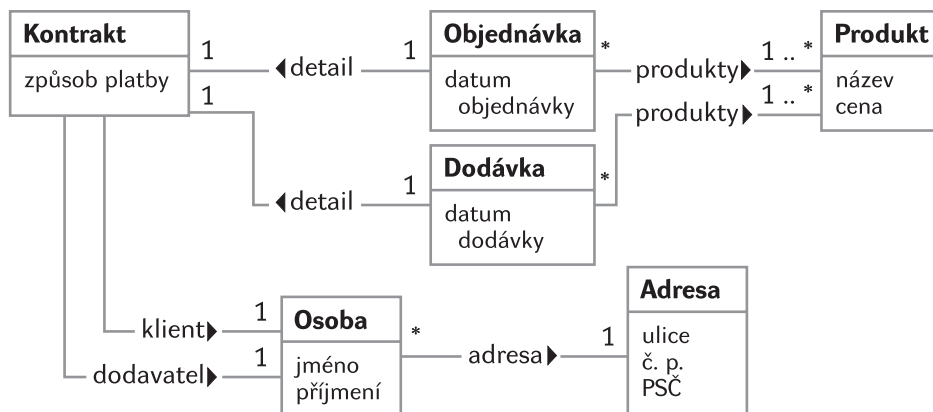 Kontrakt
způsob platby
1
◀detail
1
Objednávka
datum
objednávky
*
produkty▶
1 .. *
Produkt
název
cena
1
◀detail
1
Dodávka
datum
dodávky
*
produkty▶
1 .. *
klient▶
1
dodavatel▶
1
Osoba
jméno
příjmení
*
adresa▶
1
Adresa
ulice
č. p.
PSČ